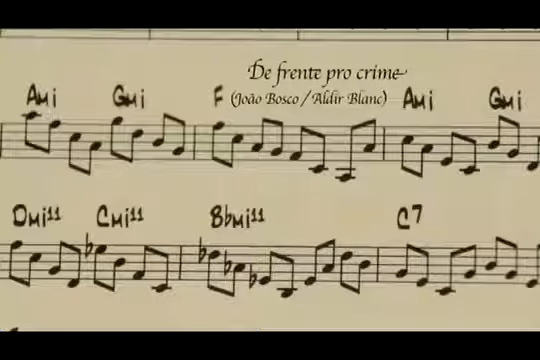 De frente pro crime
Ami Gmi F (João Bosco / Aldir Blanc) Ami Gmi
Dmi11 Cmi11 Bbmi11 C7